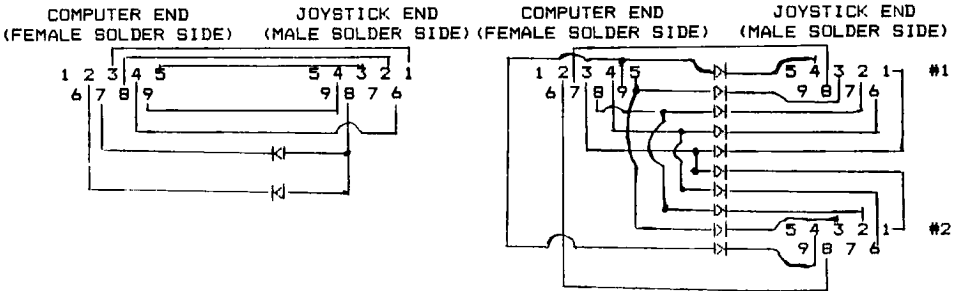 COMPUTER END JOYSTICK END COMPUTER END JOYSTICK END
(FEMALE SOLDER SIDE) (MALE SOLDER SIDE) (FEMALE SOLDER SIDE) (MALE SOLDER SIDE)
1 2 3 4 5 5 4 3 2 1 1 2 3 4 5 5 4 3 2 1 #1
6 7 8 9 9 8 7 6 6 7 8 9 9 8 7 6
5 4 3 2 1 #2
9 8 7 6